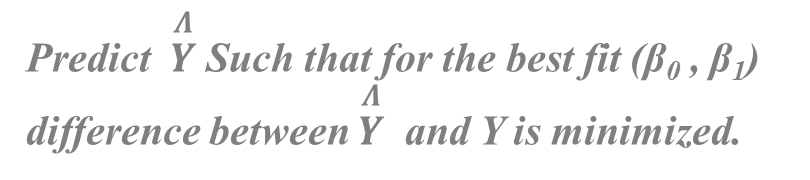 Predict Ŷ Such that for the best fit (β₀ , β₁)
difference between Ŷ and Y is minimized.